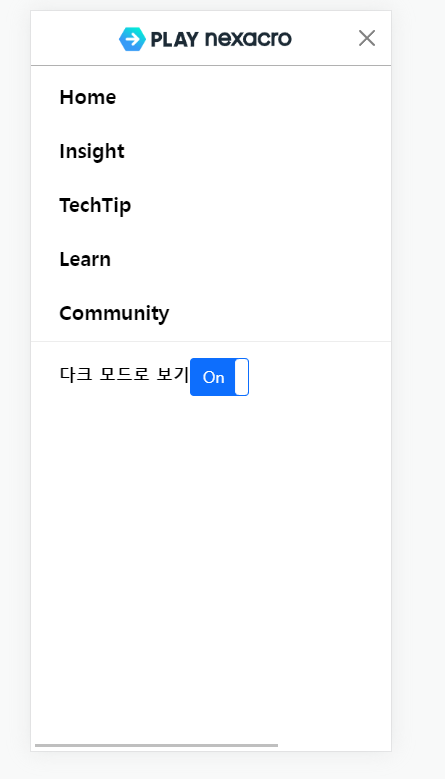 PLAY nexacro
Home
Insight
TechTip
Learn
Community
다크 모드로 보기 On